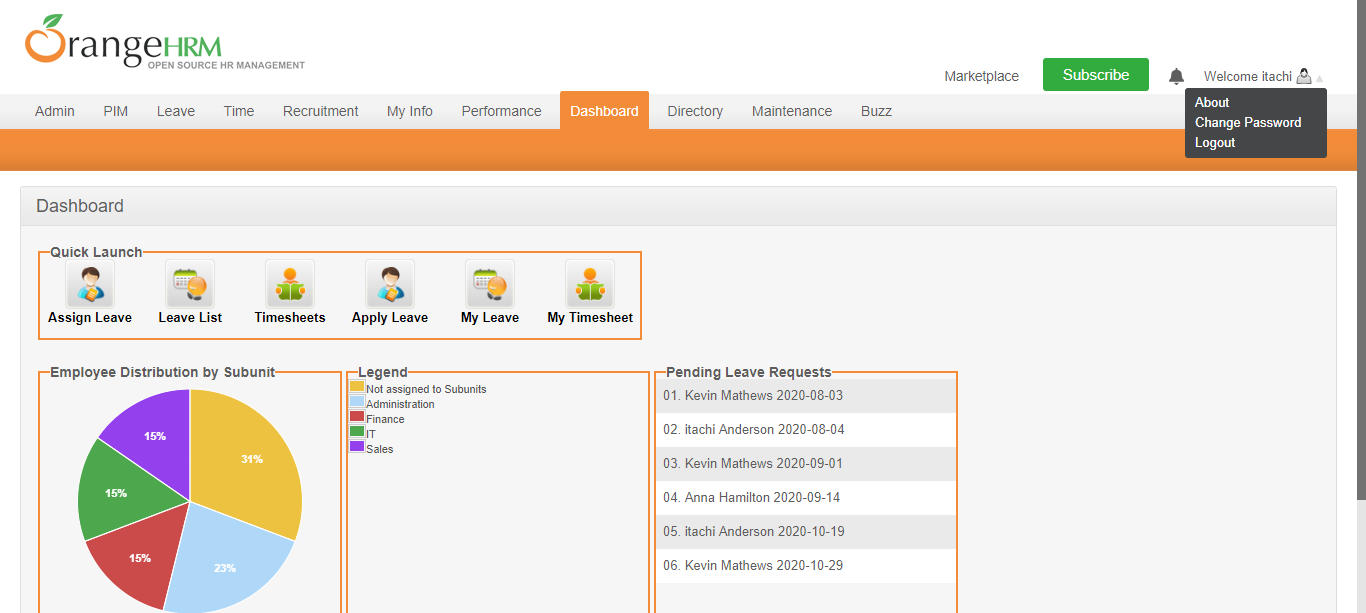 OrangeHRM
OPEN SOURCE HR MANAGEMENT
Marketplace Subscribe Welcome itachi
About
Change Password
Logout
Admin PIM Leave Time Recruitment My Info Performance Dashboard Directory Maintenance Buzz
Dashboard
Quick Launch
Assign Leave Leave List Timesheets Apply Leave My Leave My Timesheet
Employee Distribution by Subunit
31%
23%
15%
15%
15%
Legend
Not assigned to Subunits
Administration
Finance
IT
Sales
Pending Leave Requests
01. Kevin Mathews 2020-08-03
02. itachi Anderson 2020-08-04
03. Kevin Mathews 2020-09-01
04. Anna Hamilton 2020-09-14
05. itachi Anderson 2020-10-19
06. Kevin Mathews 2020-10-29